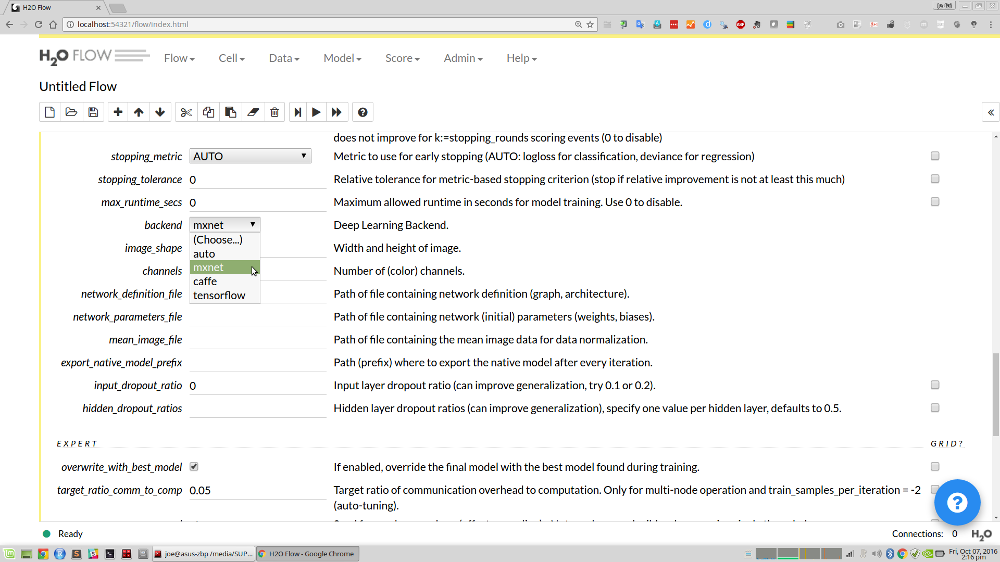 H2O Flow
Jo-fai
localhost:54321/flow/index.html
H2O FLOW
Flow
Cell
Data
Model
Score
Admin
Help
Untitled Flow
does not improve for k:=stopping_rounds scoring events (0 to disable)
stopping_metric AUTO Metric to use for early stopping (AUTO: logloss for classification, deviance for regression)
stopping_tolerance 0 Relative tolerance for metric-based stopping criterion (stop if relative improvement is not at least this much)
max_runtime_secs 0 Maximum allowed runtime in seconds for model training. Use 0 to disable.
backend mxnet Deep Learning Backend.
(Choose...)
auto
mxnet
caffe
tensorflow
image_shape Width and height of image.
channels Number of (color) channels.
network_definition_file Path of file containing network definition (graph, architecture).
network_parameters_file Path of file containing network (initial) parameters (weights, biases).
mean_image_file Path of file containing the mean image data for data normalization.
export_native_model_prefix Path (prefix) where to export the native model after every iteration.
input_dropout_ratio 0 Input layer dropout ratio (can improve generalization, try 0.1 or 0.2).
hidden_dropout_ratios Hidden layer dropout ratios (can improve generalization), specify one value per hidden layer, defaults to 0.5.
EXPERT GRID?
overwrite_with_best_model If enabled, override the final model with the best model found during training.
target_ratio_comm_to_comp 0.05 Target ratio of communication overhead to computation. Only for multi-node operation and train_samples_per_iteration = -2
(auto-tuning).
Ready
Connections: 0 H2O
joe@asus-zbp /media/SUP...
H2O Flow - Google Chrome
Fri, Oct 07, 2016
2:16 pm